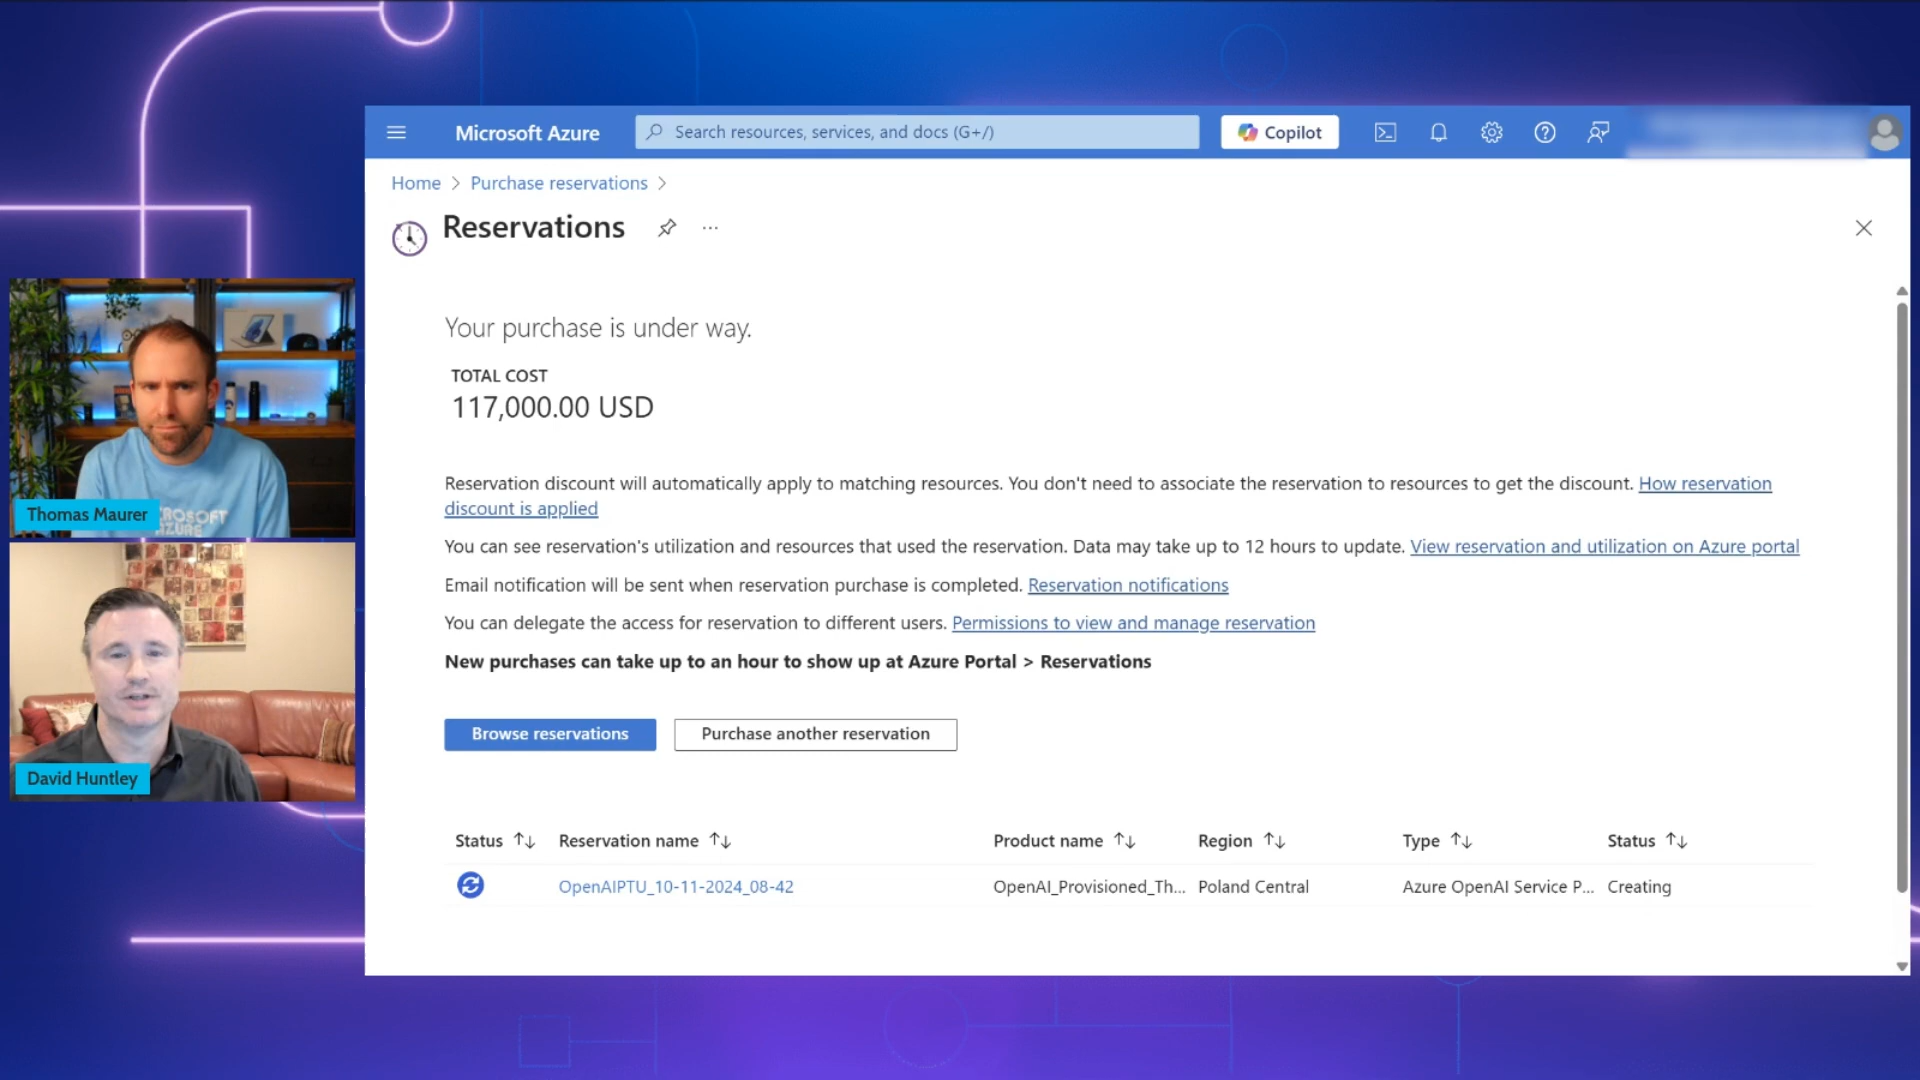 Microsoft Azure
Search resources, services, and docs (G+/)
Copilot
Home > Purchase reservations >
Reservations
Your purchase is under way.
TOTAL COST
117,000.00 USD
Reservation discount will automatically apply to matching resources. You don't need to associate the reservation to resources to get the discount. How reservation
discount is applied
You can see reservation's utilization and resources that used the reservation. Data may take up to 12 hours to update. View reservation and utilization on Azure portal
Email notification will be sent when reservation purchase is completed. Reservation notifications
You can delegate the access for reservation to different users. Permissions to view and manage reservation
New purchases can take up to an hour to show up at Azure Portal > Reservations
Browse reservations
Purchase another reservation
Status Reservation name Product name Region Type Status
OpenAIPTU_10-11-2024_08-42 OpenAI_Provisioned_Th... Poland Central Azure OpenAI Service P... Creating
Thomas Maurer
ROSOFT
AZURE
David Huntley